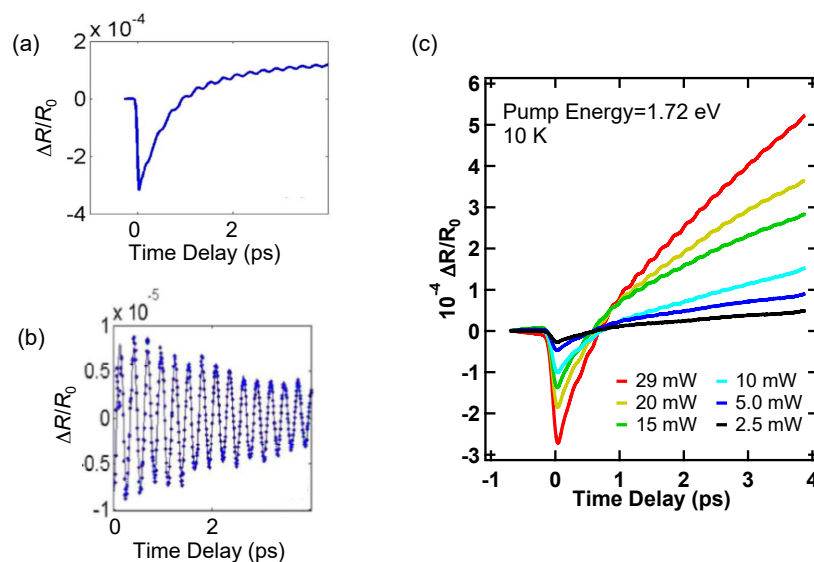 (a)
2 x 10⁻⁴
0
-2
-4
ΔR/R₀
0 2
Time Delay (ps)
(b)
x 10⁻⁵
1
0.5
0
-0.5
-1
ΔR/R₀
0 2
Time Delay (ps)
(c)
6
5
4
3
2
1
0
-1
-2
-3
10⁻⁴ ΔR/R₀
Pump Energy=1.72 eV
10 K
29 mW 10 mW
20 mW 5.0 mW
15 mW 2.5 mW
-1 0 1 2 3 4
Time Delay (ps)